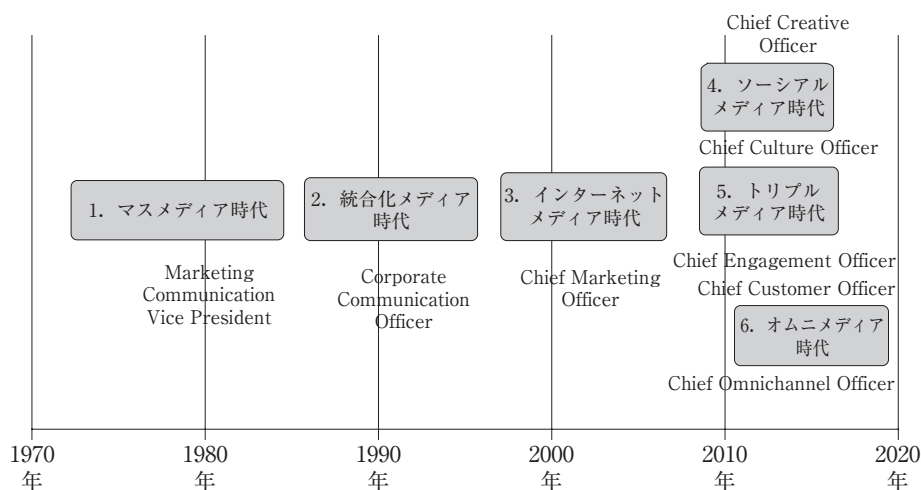 Chief Creative
Officer
4. ソーシアル
メディア時代
Chief Culture Officer
1. マスメディア時代
Marketing
Communication
Vice President
2. 統合化メディア
時代
Corporate
Communication
Officer
3. インターネット
メディア時代
Chief Marketing
Officer
5. トリプル
メディア時代
Chief Engagement Officer
Chief Customer Officer
6. オムニメディア
時代
Chief Omnichannel Officer
1970
年
1980
年
1990
年
2000
年
2010
年
2020
年